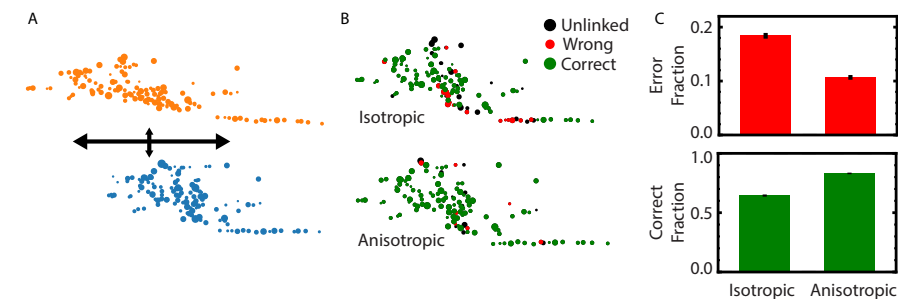 A
B
Unlinked
Wrong
Correct
Isotropic
Anisotropic
C
Error
Fraction
0.2
0.1
0.0
Correct
Fraction
1.0
0.5
0.0
Isotropic Anisotropic